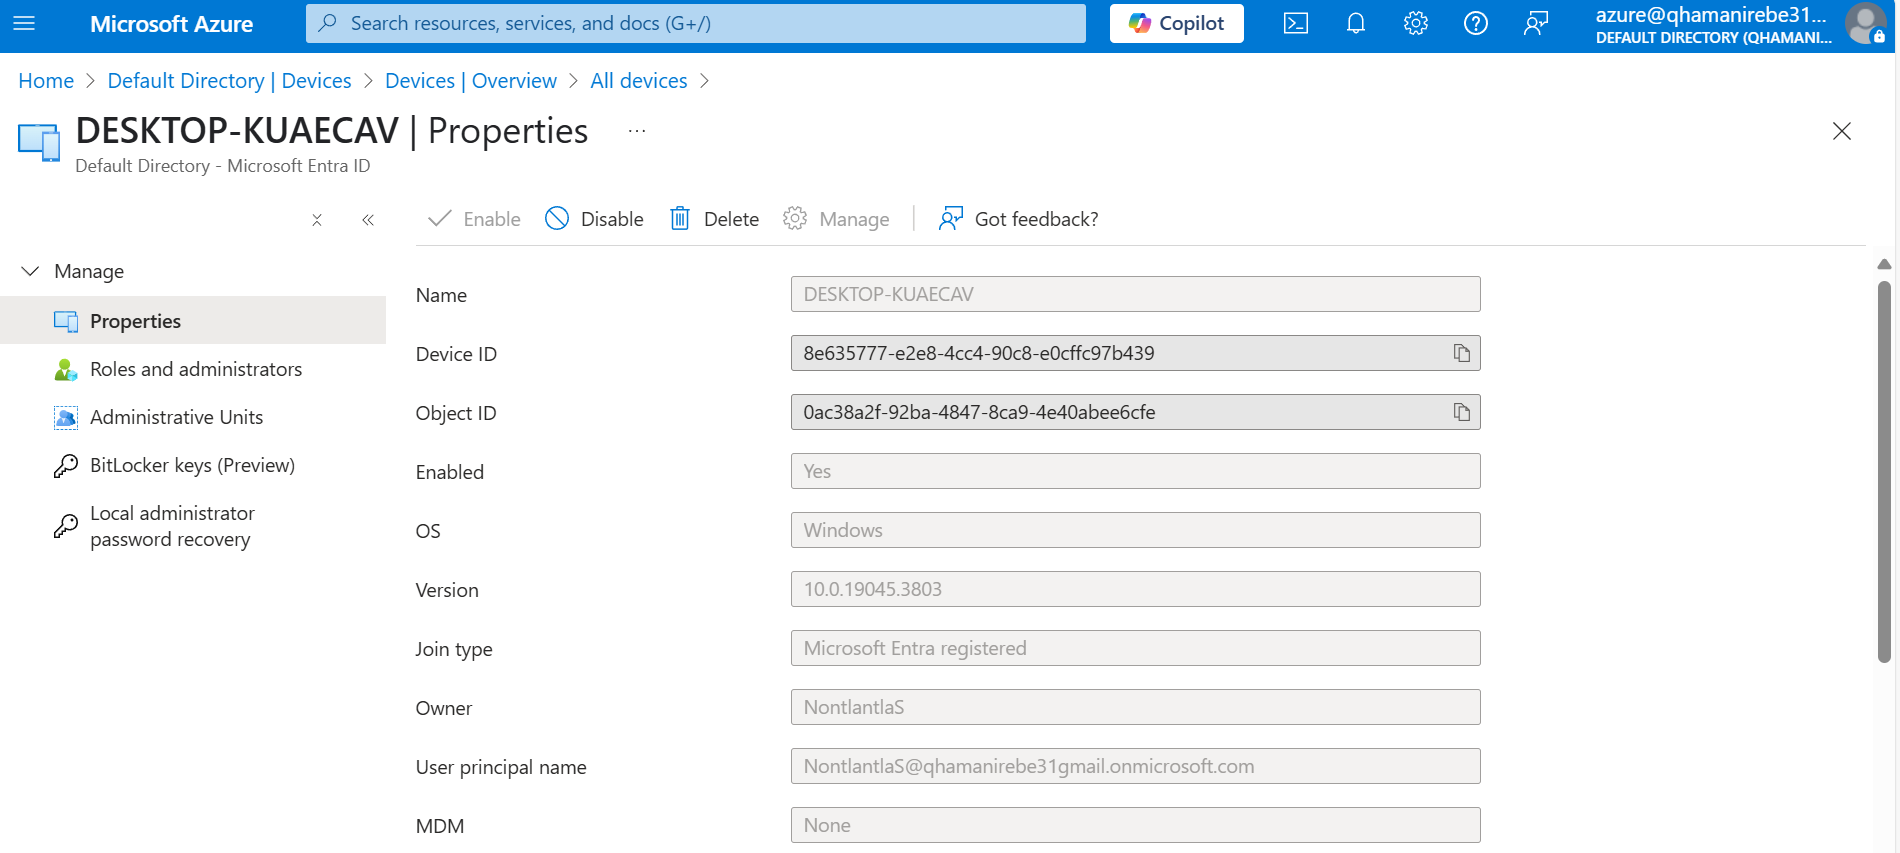 Microsoft Azure
Search resources, services, and docs (G+/)
Copilot
azure@qhamanirebe31...
DEFAULT DIRECTORY (QHAMANI...
Home > Default Directory | Devices > Devices | Overview > All devices >
DESKTOP-KUAECAV | Properties ...
Default Directory - Microsoft Entra ID
Enable Disable Delete Manage Got feedback?
Manage
Properties
Roles and administrators
Administrative Units
BitLocker keys (Preview)
Local administrator
password recovery
Name DESKTOP-KUAECAV
Device ID 8e635777-e2e8-4cc4-90c8-e0cffc97b439
Object ID 0ac38a2f-92ba-4847-8ca9-4e40abee6cfe
Enabled Yes
OS Windows
Version 10.0.19045.3803
Join type Microsoft Entra registered
Owner NontlantlaS
User principal name NontlantlaS@qhamanirebe31gmail.onmicrosoft.com
MDM None